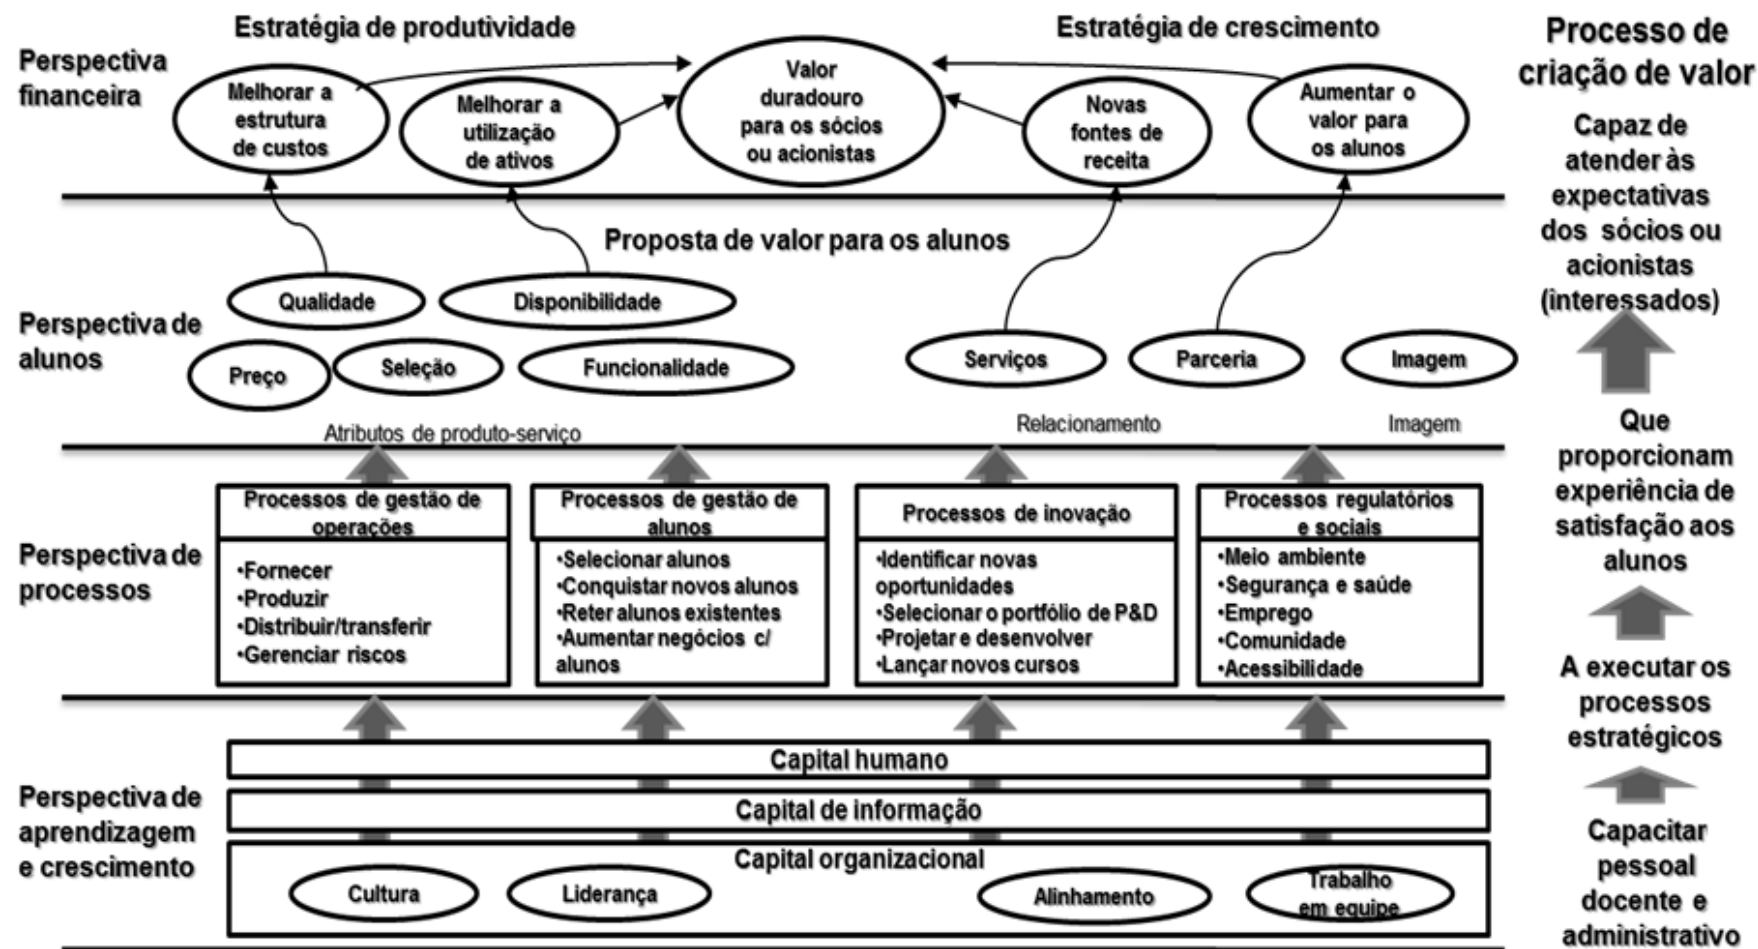 Estratégia de produtividade
Estratégia de crescimento
Processo de
criação de valor
Perspectiva
financeira
Melhorar a
estrutura
de custos
Melhorar a
utilização
de ativos
Valor
duradouro
para os sócios
ou acionistas
Novas
fontes de
receita
Aumentar o
valor para
os alunos
Capaz de
atender às
expectativas
dos sócios ou
acionistas
(interessados)
Proposta de valor para os alunos
Perspectiva de
alunos
Qualidade
Disponibilidade
Preço
Seleção
Funcionalidade
Serviços
Parceria
Imagem
Atributos de produto-serviço
Relacionamento
Imagem
Que
proporcionam
experiência de
satisfação aos
alunos
Perspectiva de
processos
Processos de gestão de
operações
•Fornecer
•Produzir
•Distribuir/transferir
•Gerenciar riscos
Processos de gestão de
alunos
•Selecionar alunos
•Conquistar novos alunos
•Reter alunos existentes
•Aumentar negócios c/
alunos
Processos de inovação
•Identificar novas
oportunidades
•Selecionar o portfólio de P&D
•Projetar e desenvolver
•Lançar novos cursos
Processos regulatórios
e sociais
•Meio ambiente
•Segurança e saúde
•Emprego
•Comunidade
•Acessibilidade
A executar os
processos
estratégicos
Perspectiva de
aprendizagem
e crescimento
Capital humano
Capital de informação
Capital organizacional
Cultura
Liderança
Alinhamento
Trabalho
em equipe
Capacitar
pessoal
docente e
administrativo